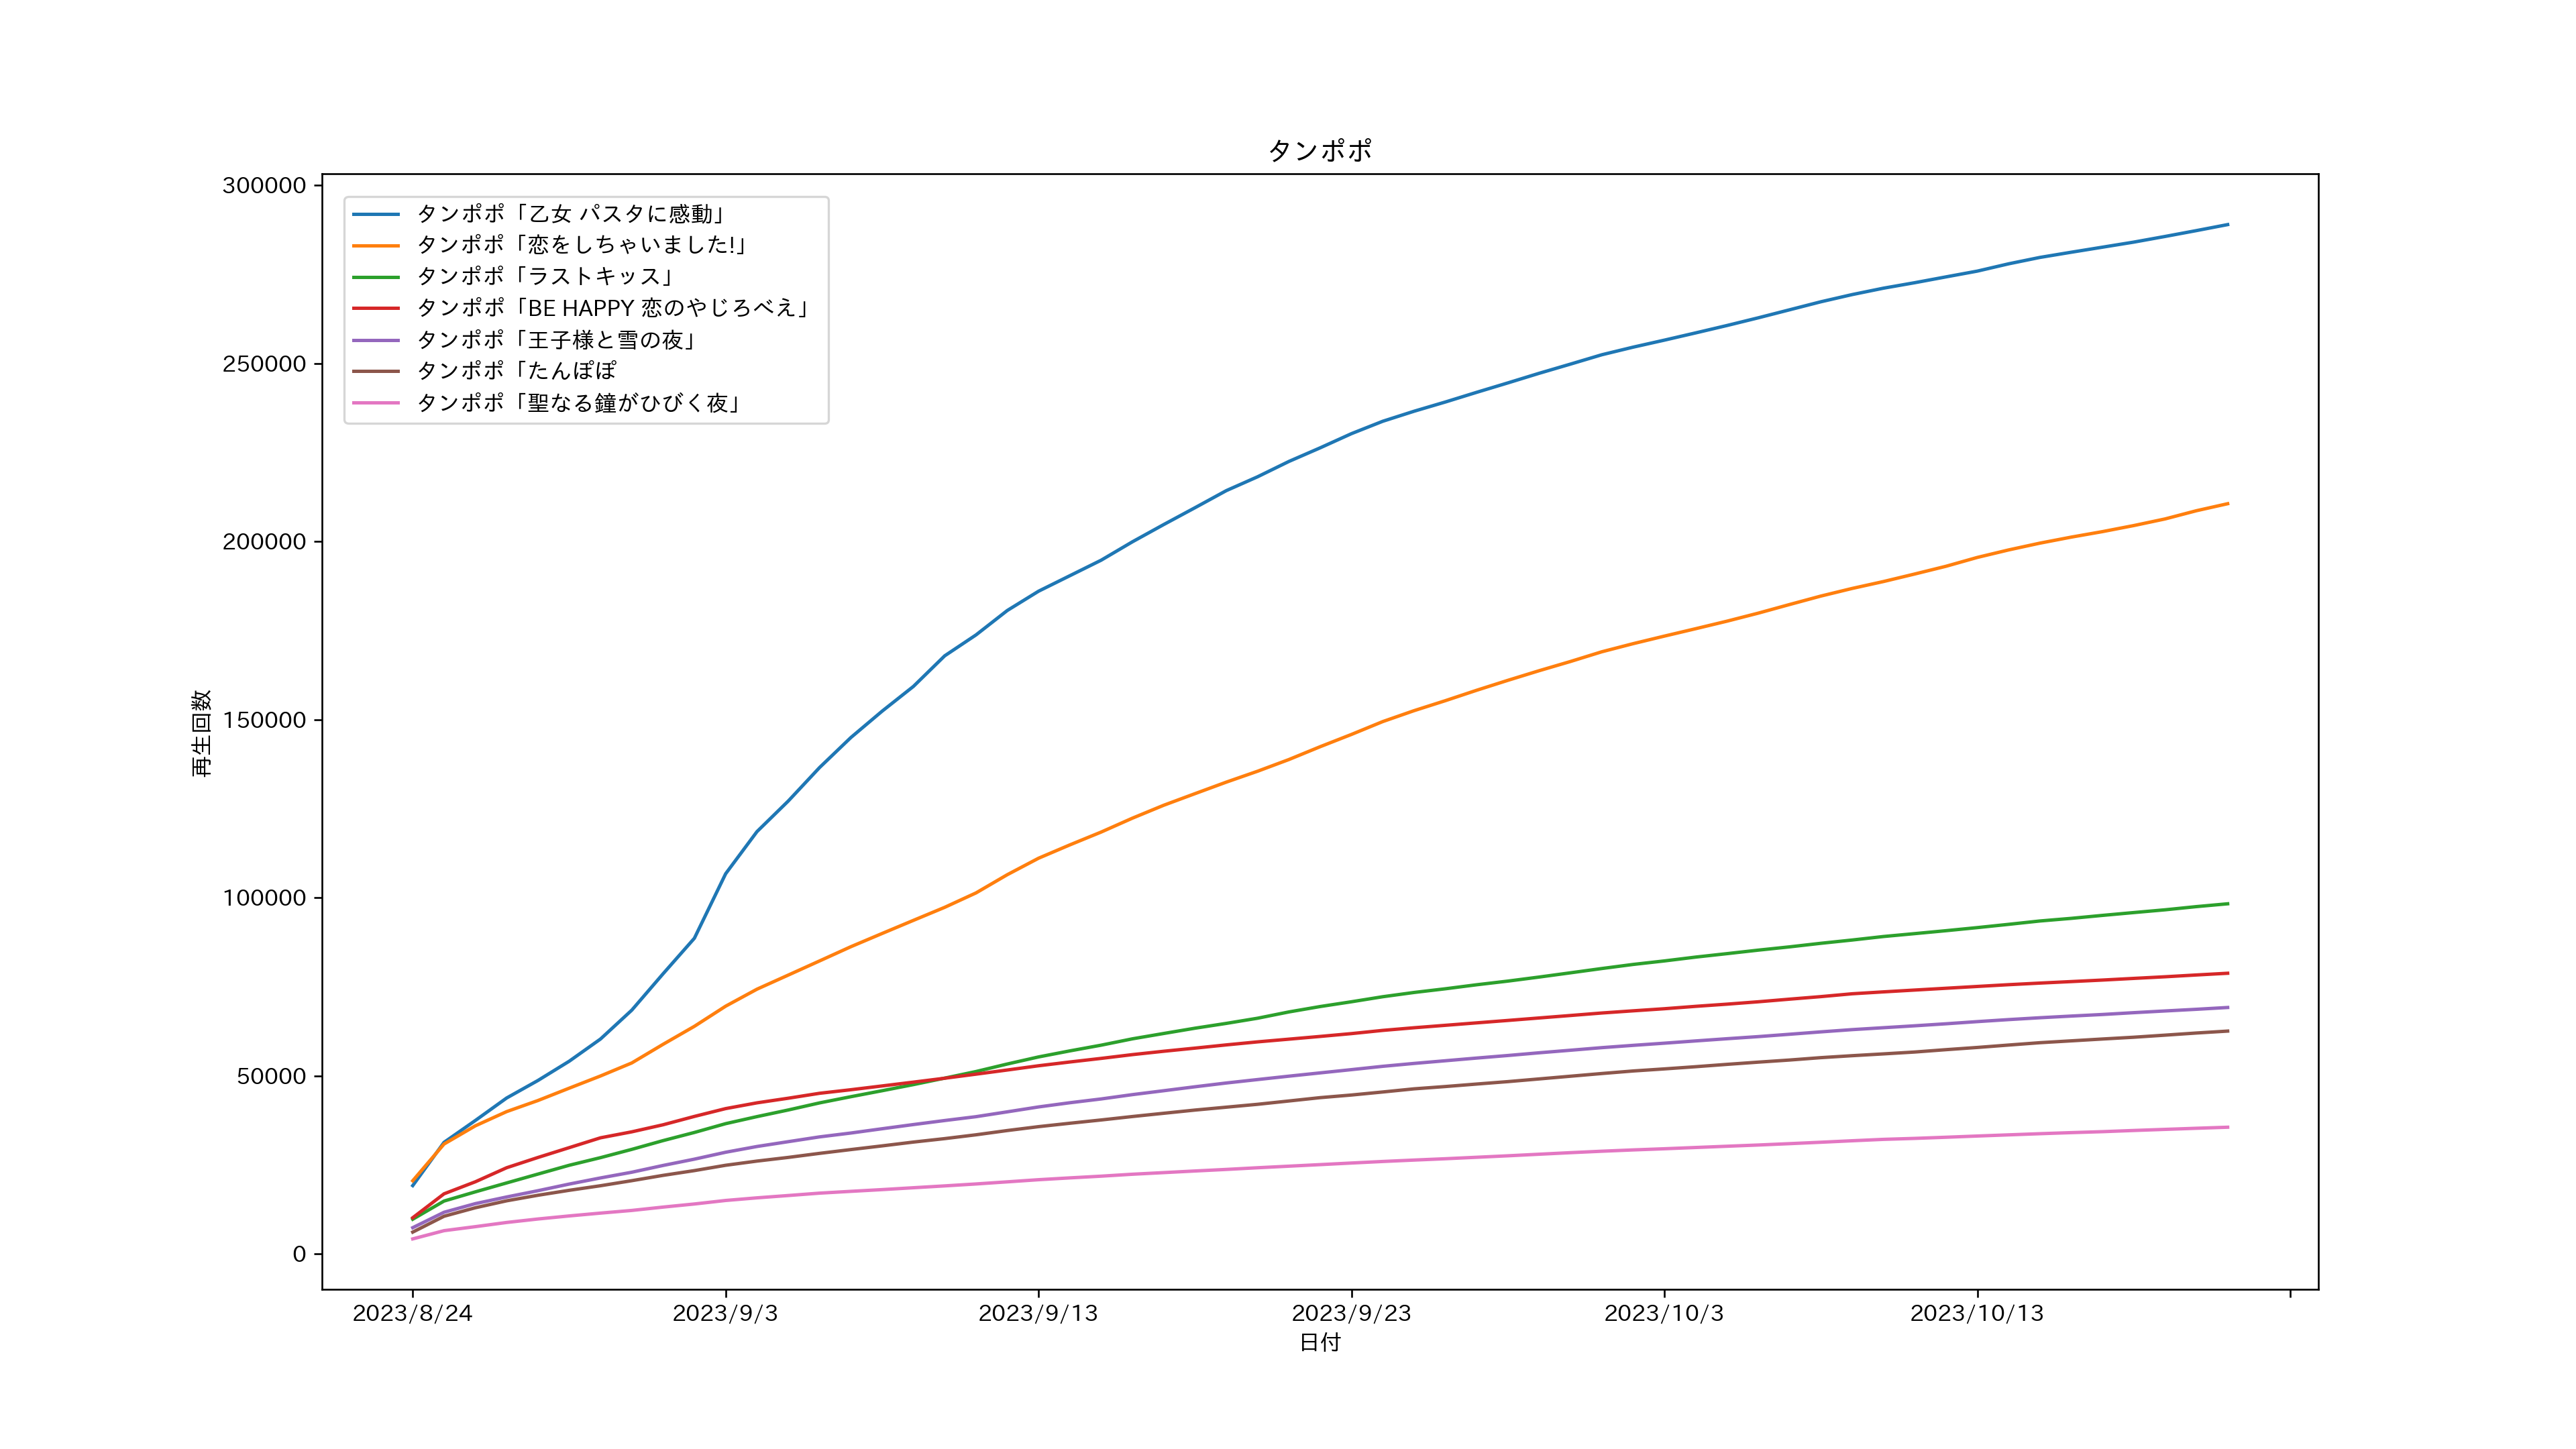 タンポポ
300000
250000
200000
150000
100000
50000
0
再生回数
タンポポ「乙女 パスタに感動」
タンポポ「恋をしちゃいました!」
タンポポ「ラストキッス」
タンポポ「BE HAPPY 恋のやじろべえ」
タンポポ「王子様と雪の夜」
タンポポ「たんぽぽ
タンポポ「聖なる鐘がひびく夜」
2023/8/24 2023/9/3 2023/9/13 2023/9/23 2023/10/3 2023/10/13
日付